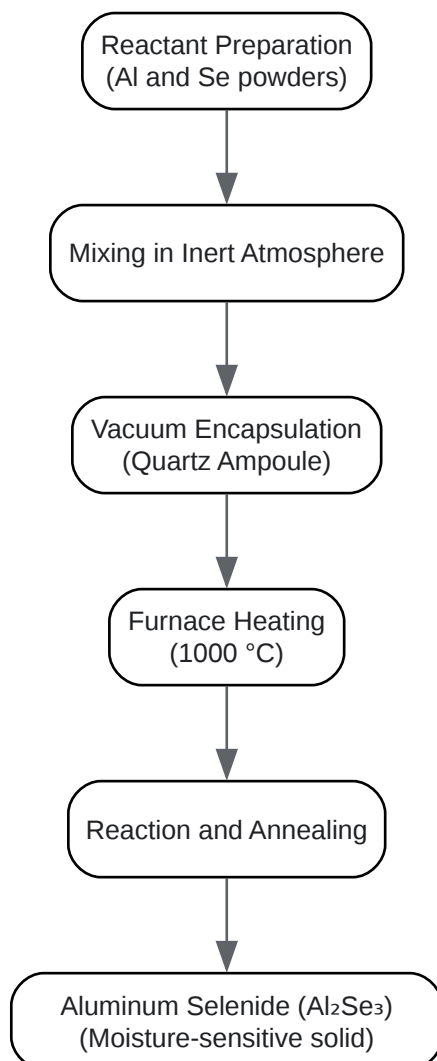 Reactant Preparation
(Al and Se powders)
Mixing in Inert Atmosphere
Vacuum Encapsulation
(Quartz Ampoule)
Furnace Heating
(1000 °C)
Reaction and Annealing
Aluminum Selenide (Al₂Se₃)
(Moisture-sensitive solid)